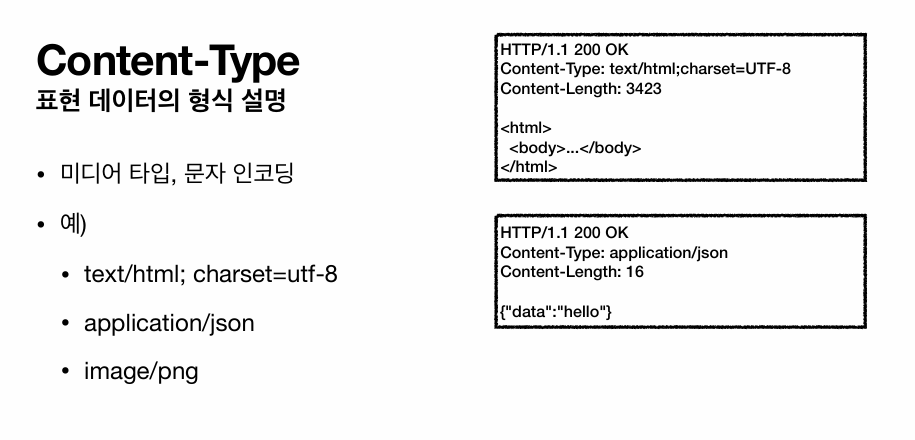 Content-Type
표현 데이터의 형식 설명
• 미디어 타입, 문자 인코딩
• 예)
• text/html; charset=utf-8
• application/json
• image/png
HTTP/1.1 200 OK
Content-Type: text/html;charset=UTF-8
Content-Length: 3423

<html>
  <body>...</body>
</html>
HTTP/1.1 200 OK
Content-Type: application/json
Content-Length: 16

{"data":"hello"}